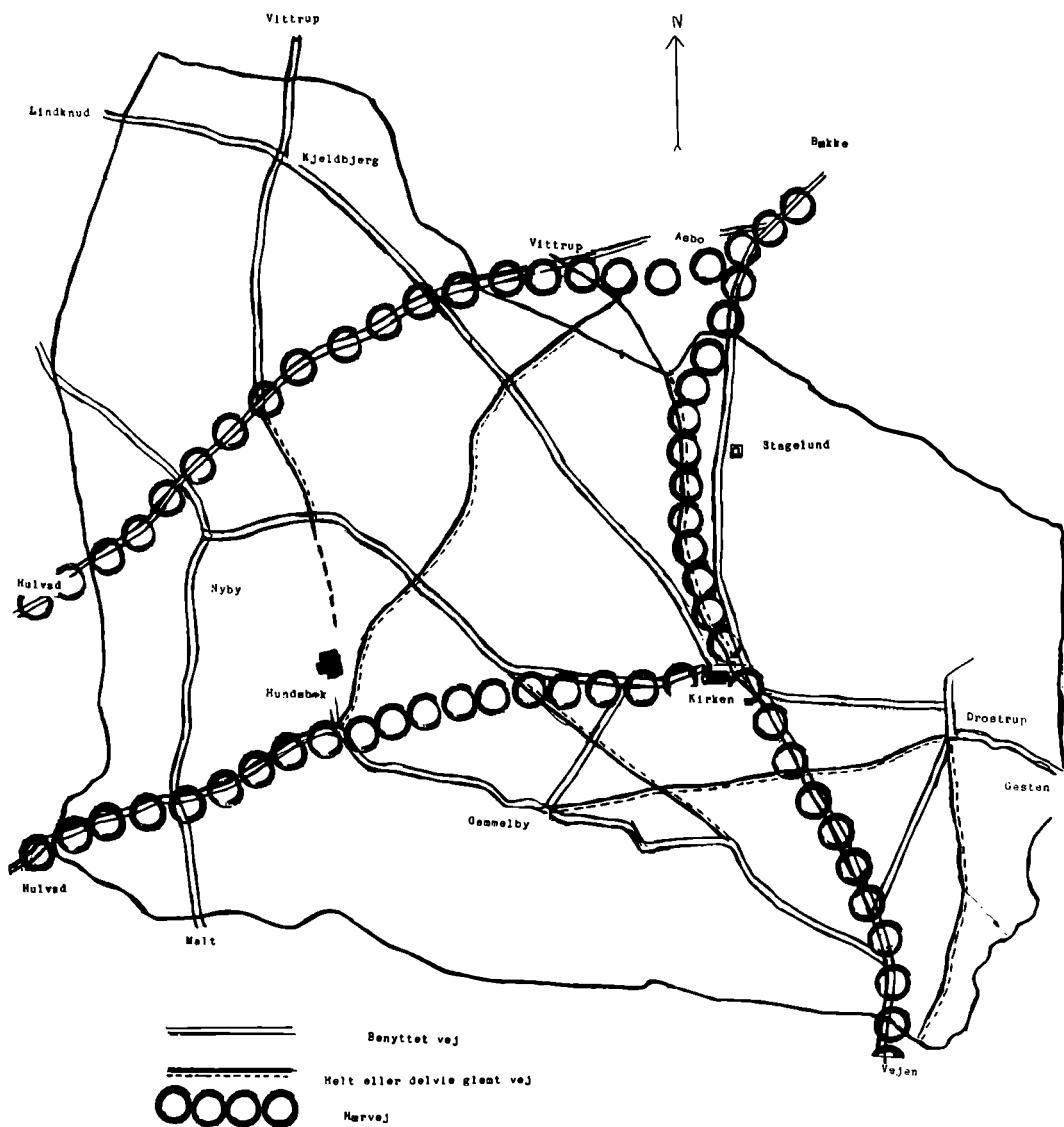 Vittrup
N
Lindknud
Kjeldbjerg
Bække
Vittrup
Asbo
Stagelund
Hulvad
Nyby
Hundsbæk
Kirken
Drostrup
Gesten
Gammelby
Hulvad
Malt
Vejen
Benyttet vej
Helt eller delvis glemt vej
Hærvej